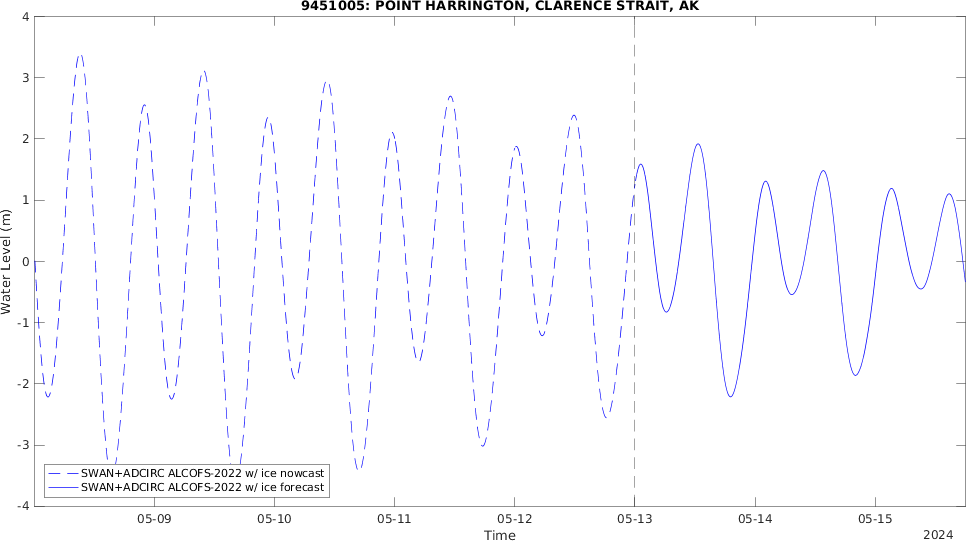 9451005: POINT HARRINGTON, CLARENCE STRAIT, AK
4
3
2
1
0
-1
-2
-3
-4
Water Level (m)
SWAN+ADCIRC ALCOFS-2022 w/ ice nowcast
SWAN+ADCIRC ALCOFS-2022 w/ ice forecast
05-09 05-10 05-11 05-12 05-13 05-14 05-15
Time
2024